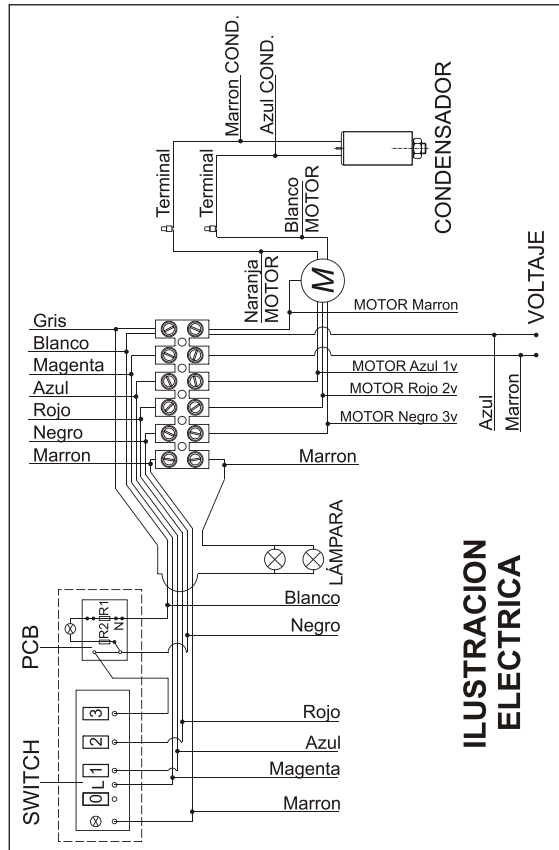 Marron COND.
Azul COND.
CONDENSADOR
Terminal
Terminal
Blanco
MOTOR
Naranja
MOTOR
M
Gris
Blanco
Magenta
Azul
Rojo
Negro
Marron
MOTOR Marron
MOTOR Azul 1v
MOTOR Rojo 2v
MOTOR Negro 3v
VOLTAJE
Azul
Marron
Marron
LÁMPARA
Blanco
Negro
PCB
R1
R2
N
SWITCH
3
2
1
L
0
Rojo
Azul
Magenta
Marron
ILUSTRACION
ELECTRICA